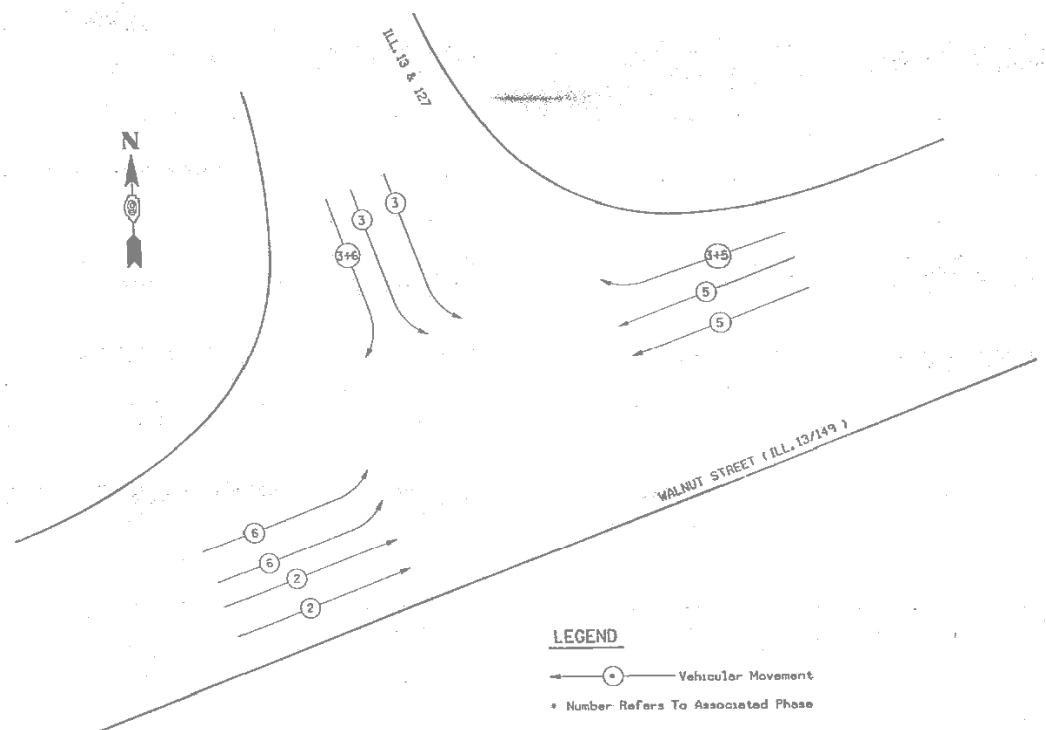 ILL.13 & 127
N
3
3
3+6
3+5
5
5
WALNUT STREET (ILL.13/149)
6
6
2
2
LEGEND
Vehicular Movement
* Number Refers To Associated Phase